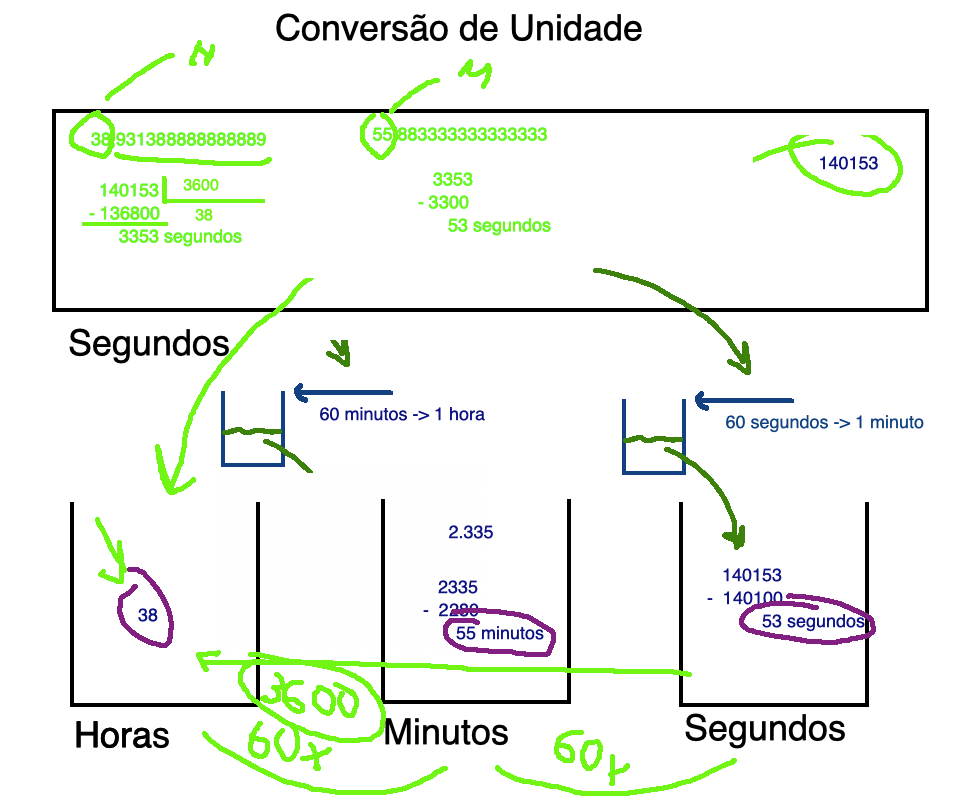 Conversão de Unidade
H
M
38,931388888888889
55,883333333333333
140153
140153
3600
- 136800
38
3353 segundos
3353
- 3300
53 segundos
Segundos
60 minutos -> 1 hora
60 segundos -> 1 minuto
38
2.335
2335
- 2280
55 minutos
140153
- 140100
53 segundos
3600
Horas
Minutos
Segundos
60x
60x